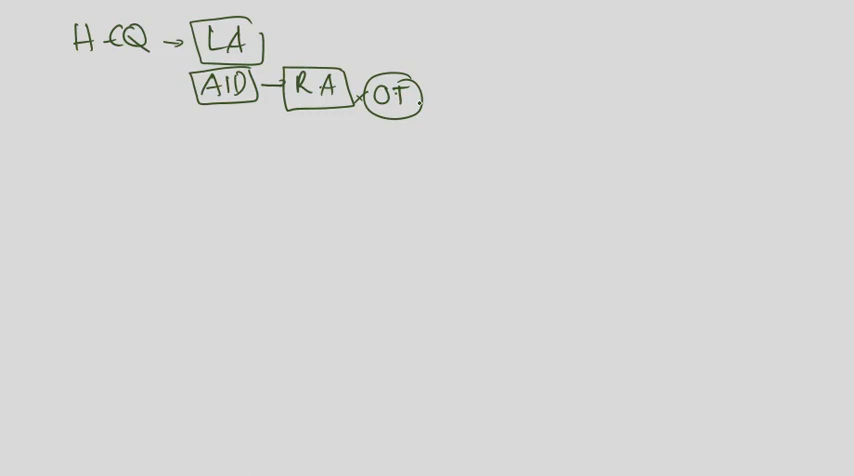 HCQ → LA
AID — RA × OT